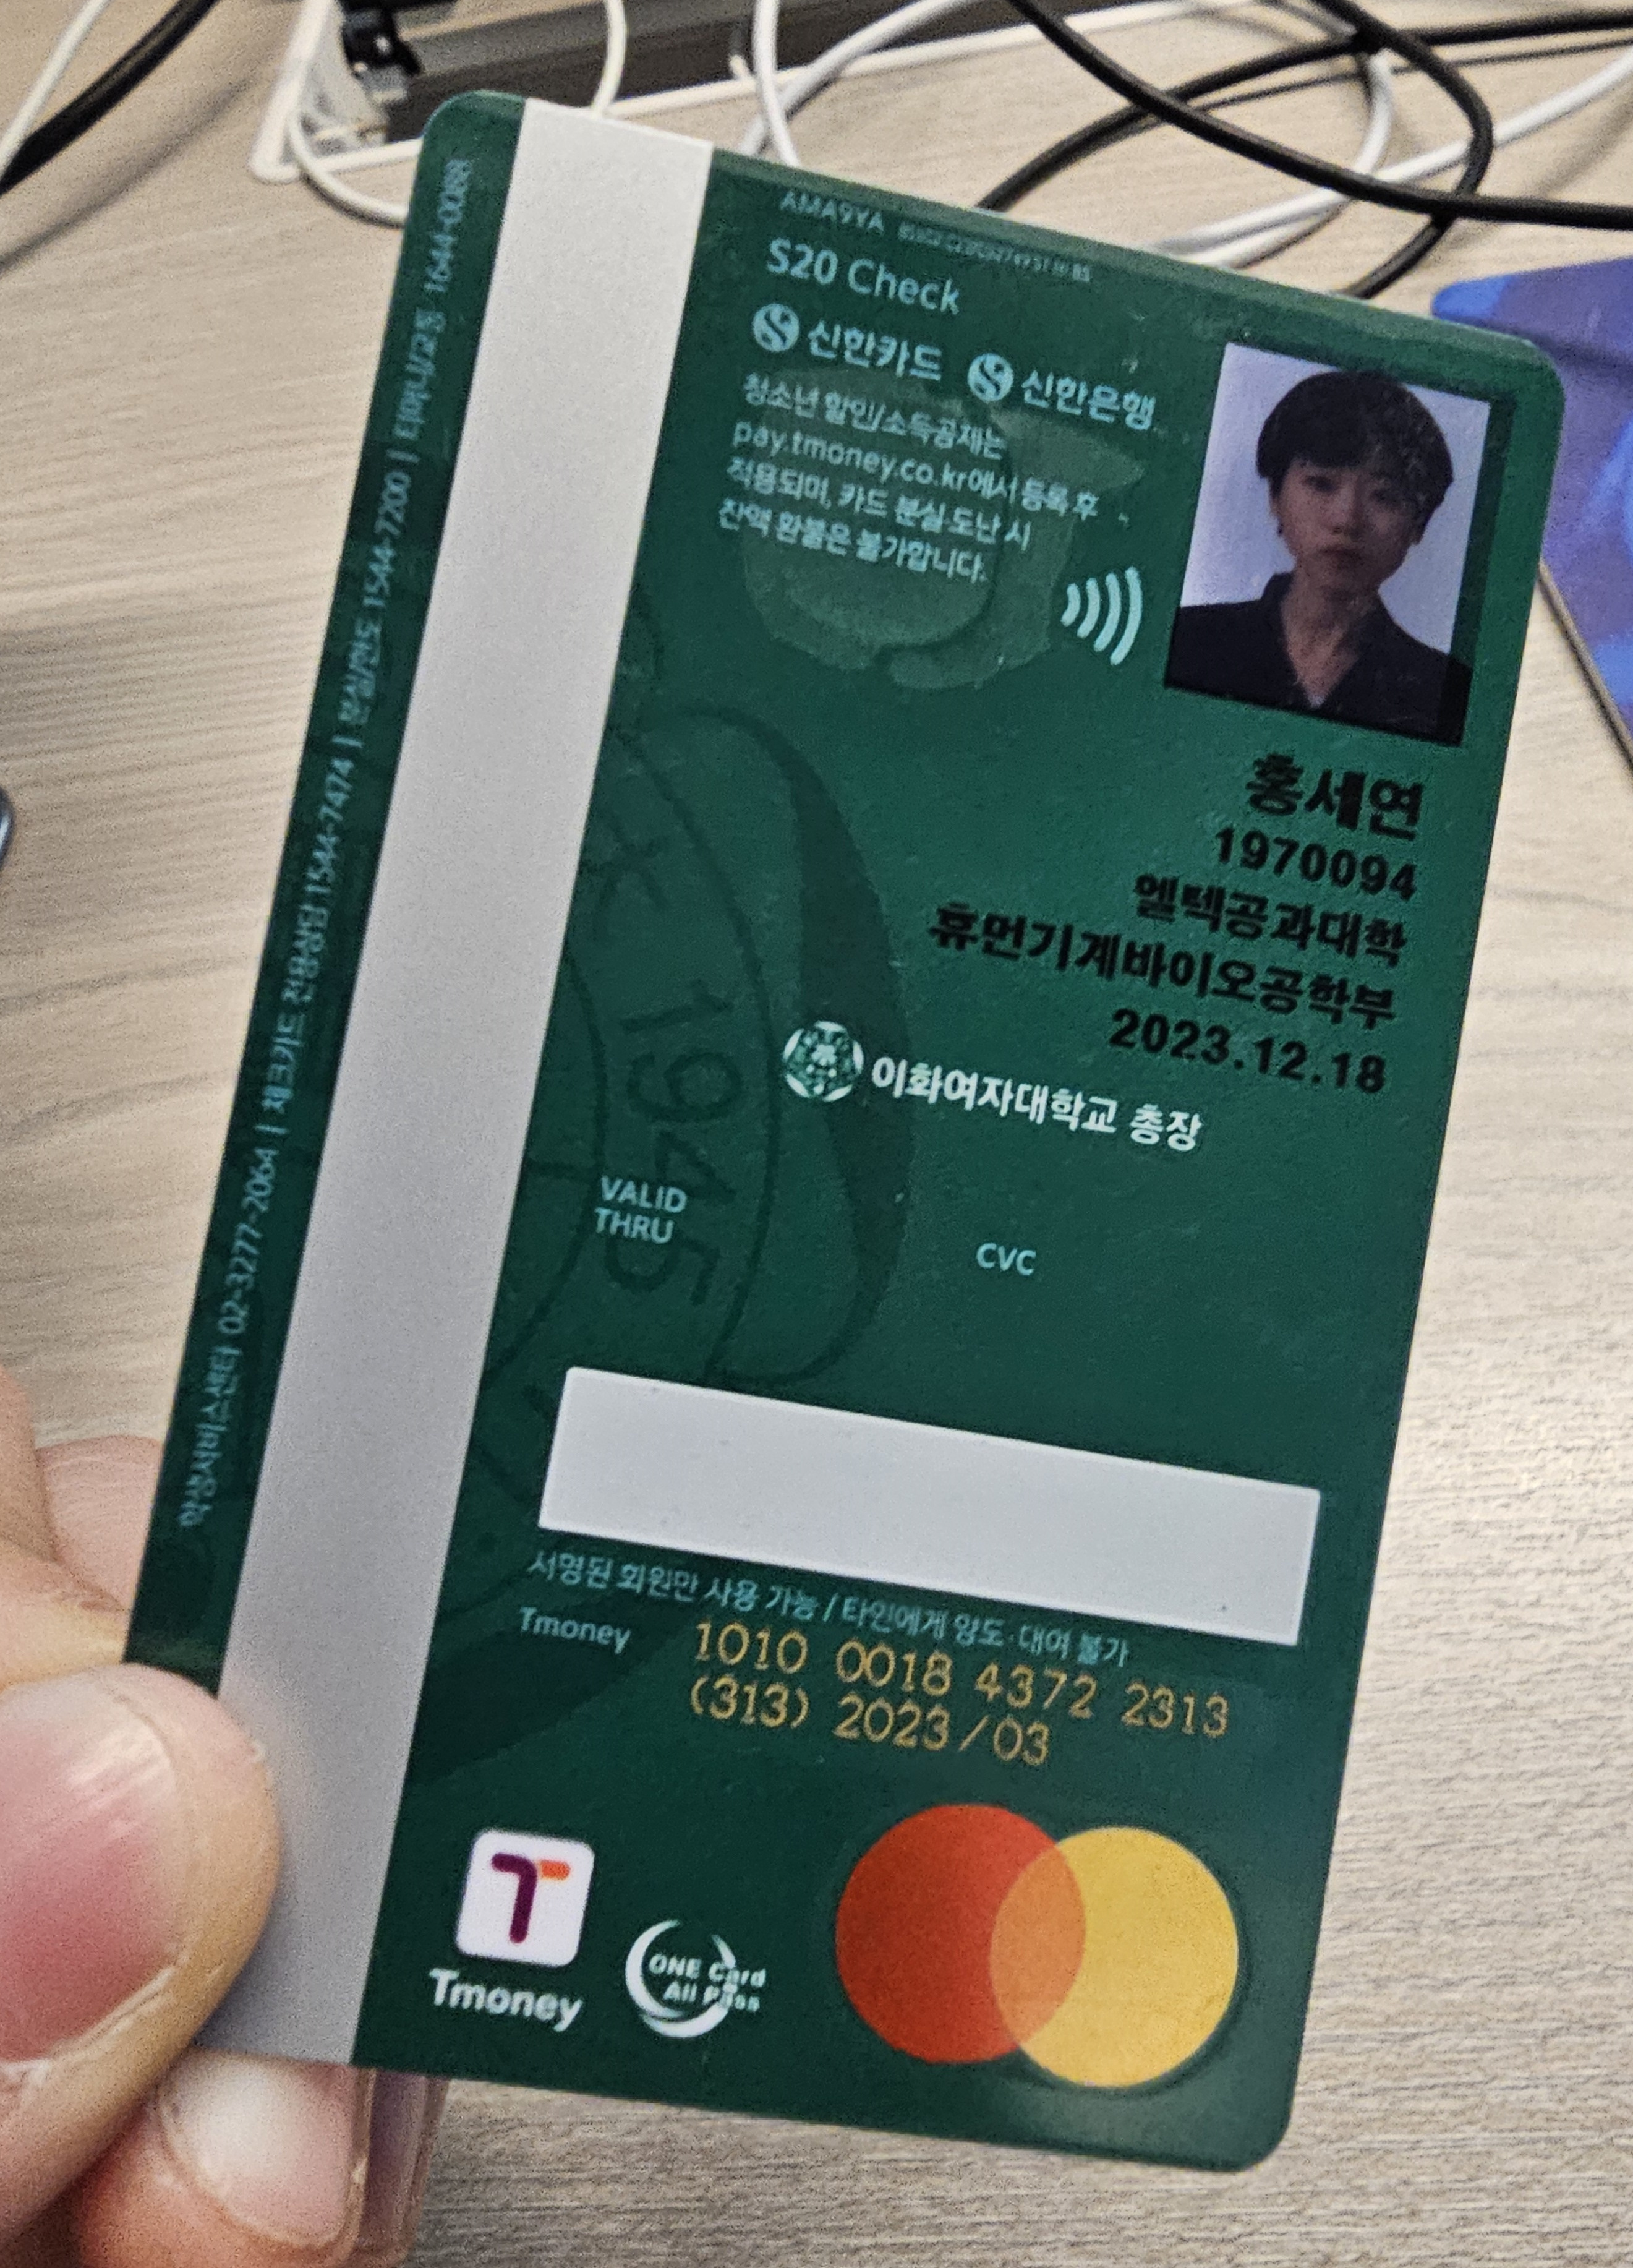 AMA9YA
S20 Check
신한카드 신한은행
청소년 할인/소득공제는
pay.tmoney.co.kr에서 등록 후
적용되며, 카드 분실 도난 시
잔액 환불은 불가합니다.
홍세연
1970094
엘텍공과대학
휴먼기계바이오공학부
2023.12.18
이화여자대학교 총장
1945
VALID
THRU
CVC
서명된 회원만 사용 가능 / 타인에게 양도·대여 불가
Tmoney 1010 0018 4372 2313
(313) 2023/03
Tmoney
ONE Card
All Pass
학생서비스센터 02-3277-2064 | 체크카드 전용상담 1544-7474 | 분실/한도 1544-7200 | 티머니/교통 1644-0088